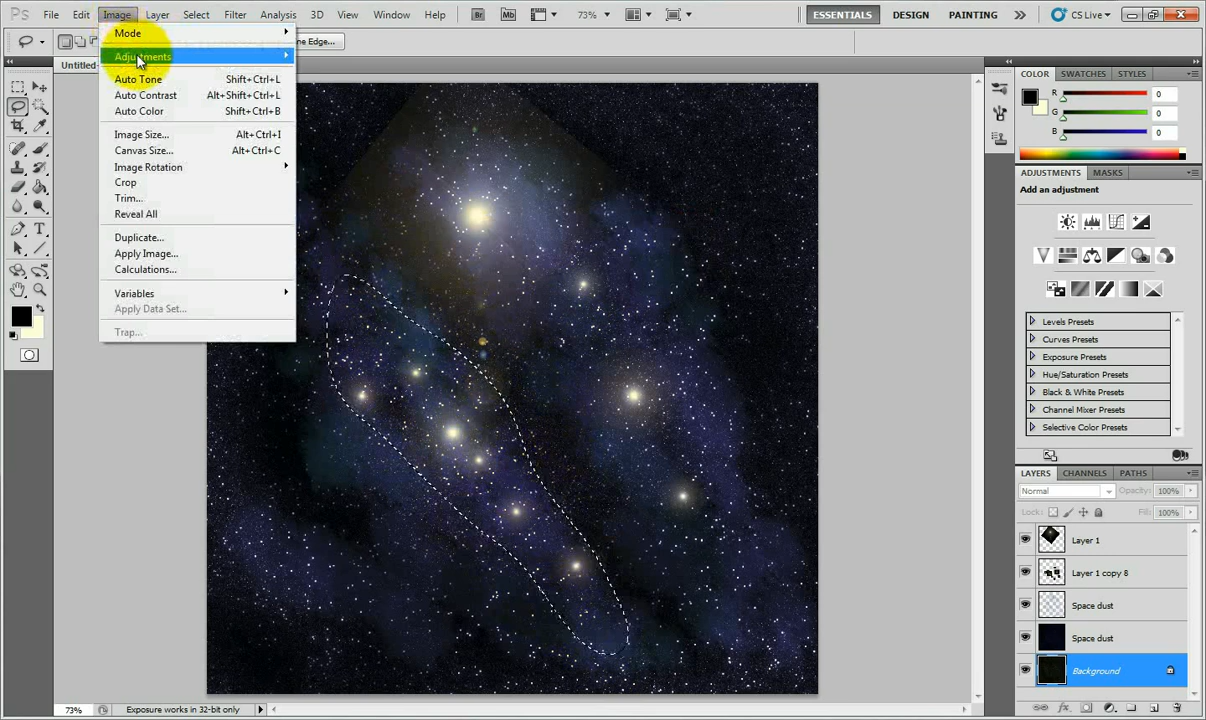 Ps File Edit Image Layer Select Filter Analysis 3D View Window Help Br Mb 73% ESSENTIALS DESIGN PAINTING CS Live
ne Edge...
Untitled-
Mode
Adjustments
Auto Tone Shift+Ctrl+L
Auto Contrast Alt+Shift+Ctrl+L
Auto Color Shift+Ctrl+B
Image Size... Alt+Ctrl+I
Canvas Size... Alt+Ctrl+C
Image Rotation
Crop
Trim...
Reveal All
Duplicate...
Apply Image...
Calculations...
Variables
Apply Data Set...
Trap...
COLOR SWATCHES STYLES
R 0
G 0
B 0
ADJUSTMENTS MASKS
Add an adjustment
Levels Presets
Curves Presets
Exposure Presets
Hue/Saturation Presets
Black & White Presets
Channel Mixer Presets
Selective Color Presets
LAYERS CHANNELS PATHS
Normal Opacity: 100%
Lock: Fill: 100%
Layer 1
Layer 1 copy 8
Space dust
Space dust
Background
73% Exposure works in 32-bit only